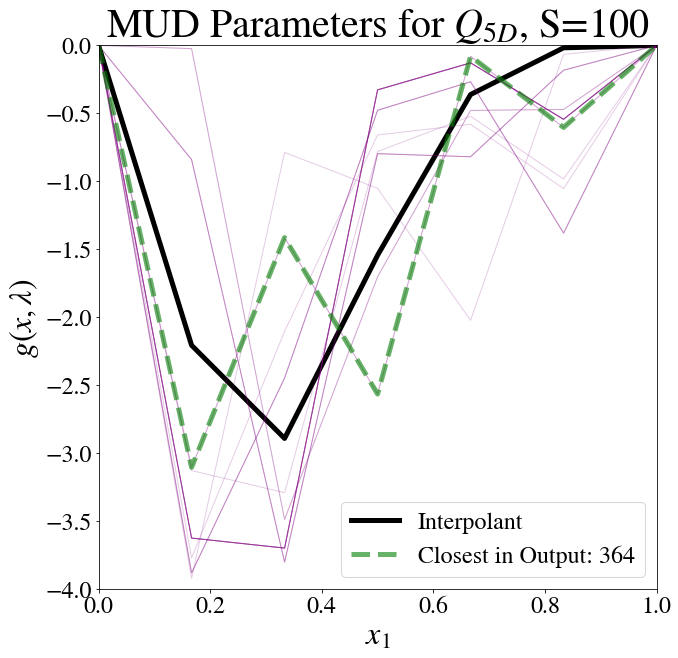 MUD Parameters for Q5D, S=100
g(x, λ)
0.0
−0.5
−1.0
−1.5
−2.0
−2.5
−3.0
−3.5
−4.0
Interpolant
Closest in Output: 364
0.0 0.2 0.4 0.6 0.8 1.0
x1